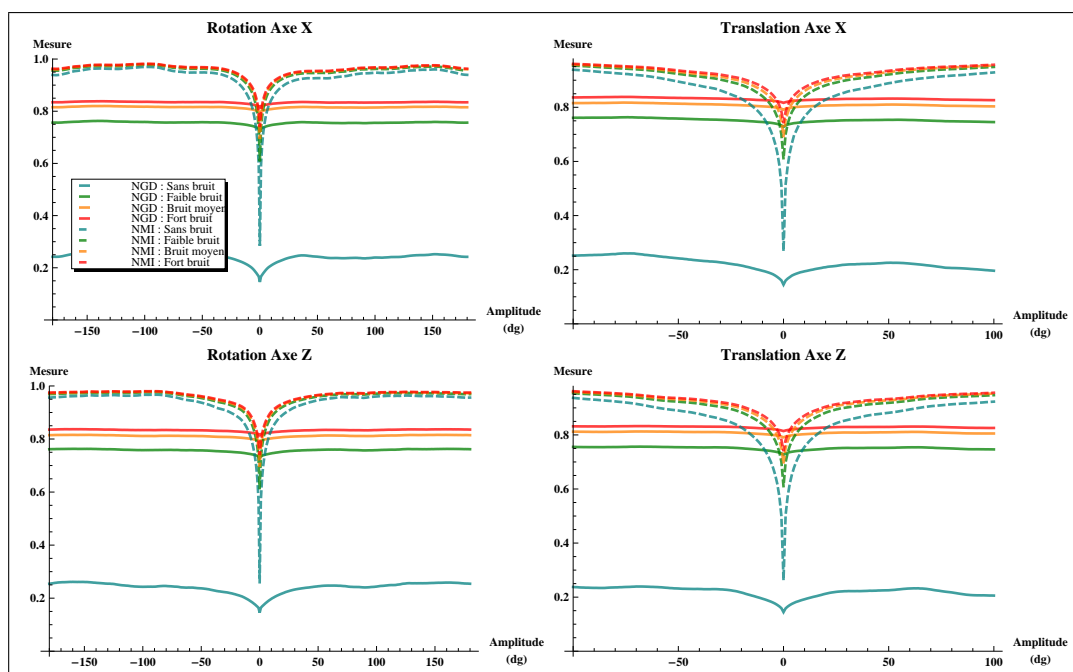 Rotation Axe X
Mesure
1.0
0.8
0.6
0.4
0.2
NGD : Sans bruit
NGD : Faible bruit
NGD : Bruit moyen
NGD : Fort bruit
NMI : Sans bruit
NMI : Faible bruit
NMI : Bruit moyen
NMI : Fort bruit
−150 −100 −50 0 50 100 150
Amplitude
(dg)
Translation Axe X
Mesure
0.8
0.6
0.4
0.2
−50 0 50 100
Amplitude
(dg)
Rotation Axe Z
Mesure
1.0
0.8
0.6
0.4
0.2
−150 −100 −50 0 50 100 150
Amplitude
(dg)
Translation Axe Z
Mesure
0.8
0.6
0.4
0.2
−50 0 50 100
Amplitude
(dg)